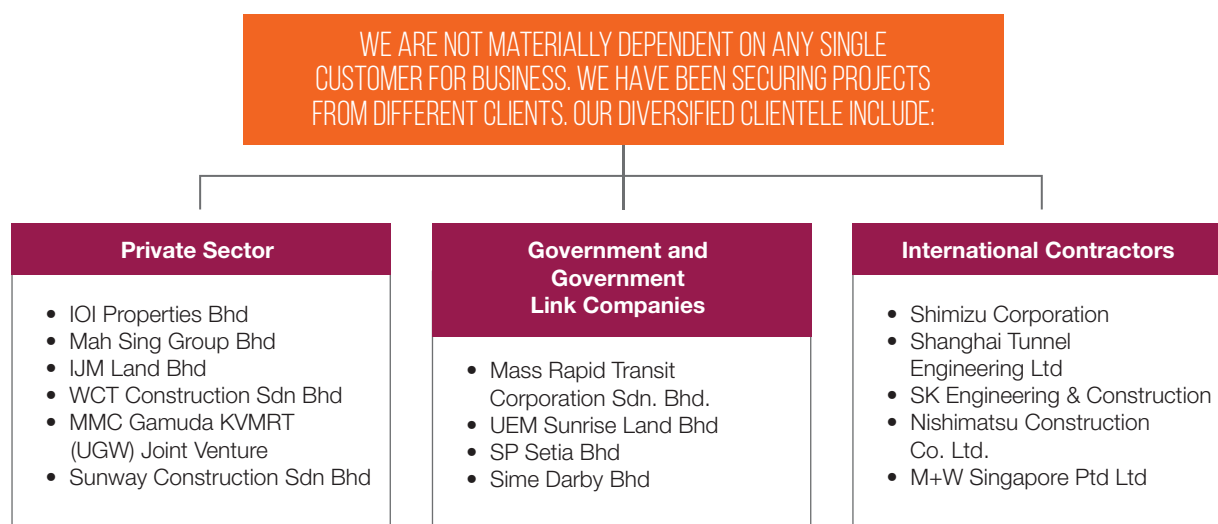 WE ARE NOT MATERIALLY DEPENDENT ON ANY SINGLE
CUSTOMER FOR BUSINESS. WE HAVE BEEN SECURING PROJECTS
FROM DIFFERENT CLIENTS. OUR DIVERSIFIED CLIENTELE INCLUDE:
Private Sector
• IOI Properties Bhd
• Mah Sing Group Bhd
• IJM Land Bhd
• WCT Construction Sdn Bhd
• MMC Gamuda KVMRT
(UGW) Joint Venture
• Sunway Construction Sdn Bhd
Government and
Government
Link Companies
• Mass Rapid Transit
Corporation Sdn. Bhd.
• UEM Sunrise Land Bhd
• SP Setia Bhd
• Sime Darby Bhd
International Contractors
• Shimizu Corporation
• Shanghai Tunnel
Engineering Ltd
• SK Engineering & Construction
• Nishimatsu Construction
Co. Ltd.
• M+W Singapore Ptd Ltd